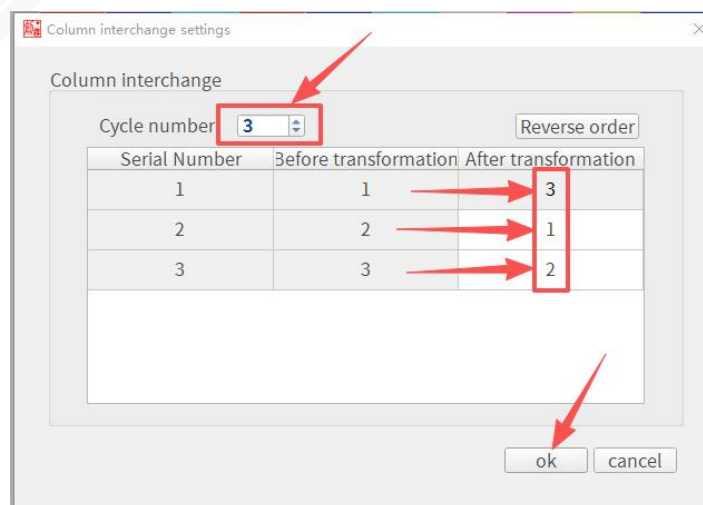 Column interchange settings
Column interchange
Cycle number 3
Reverse order
Serial Number Before transformation After transformation
1 1 3
2 2 1
3 3 2
ok cancel